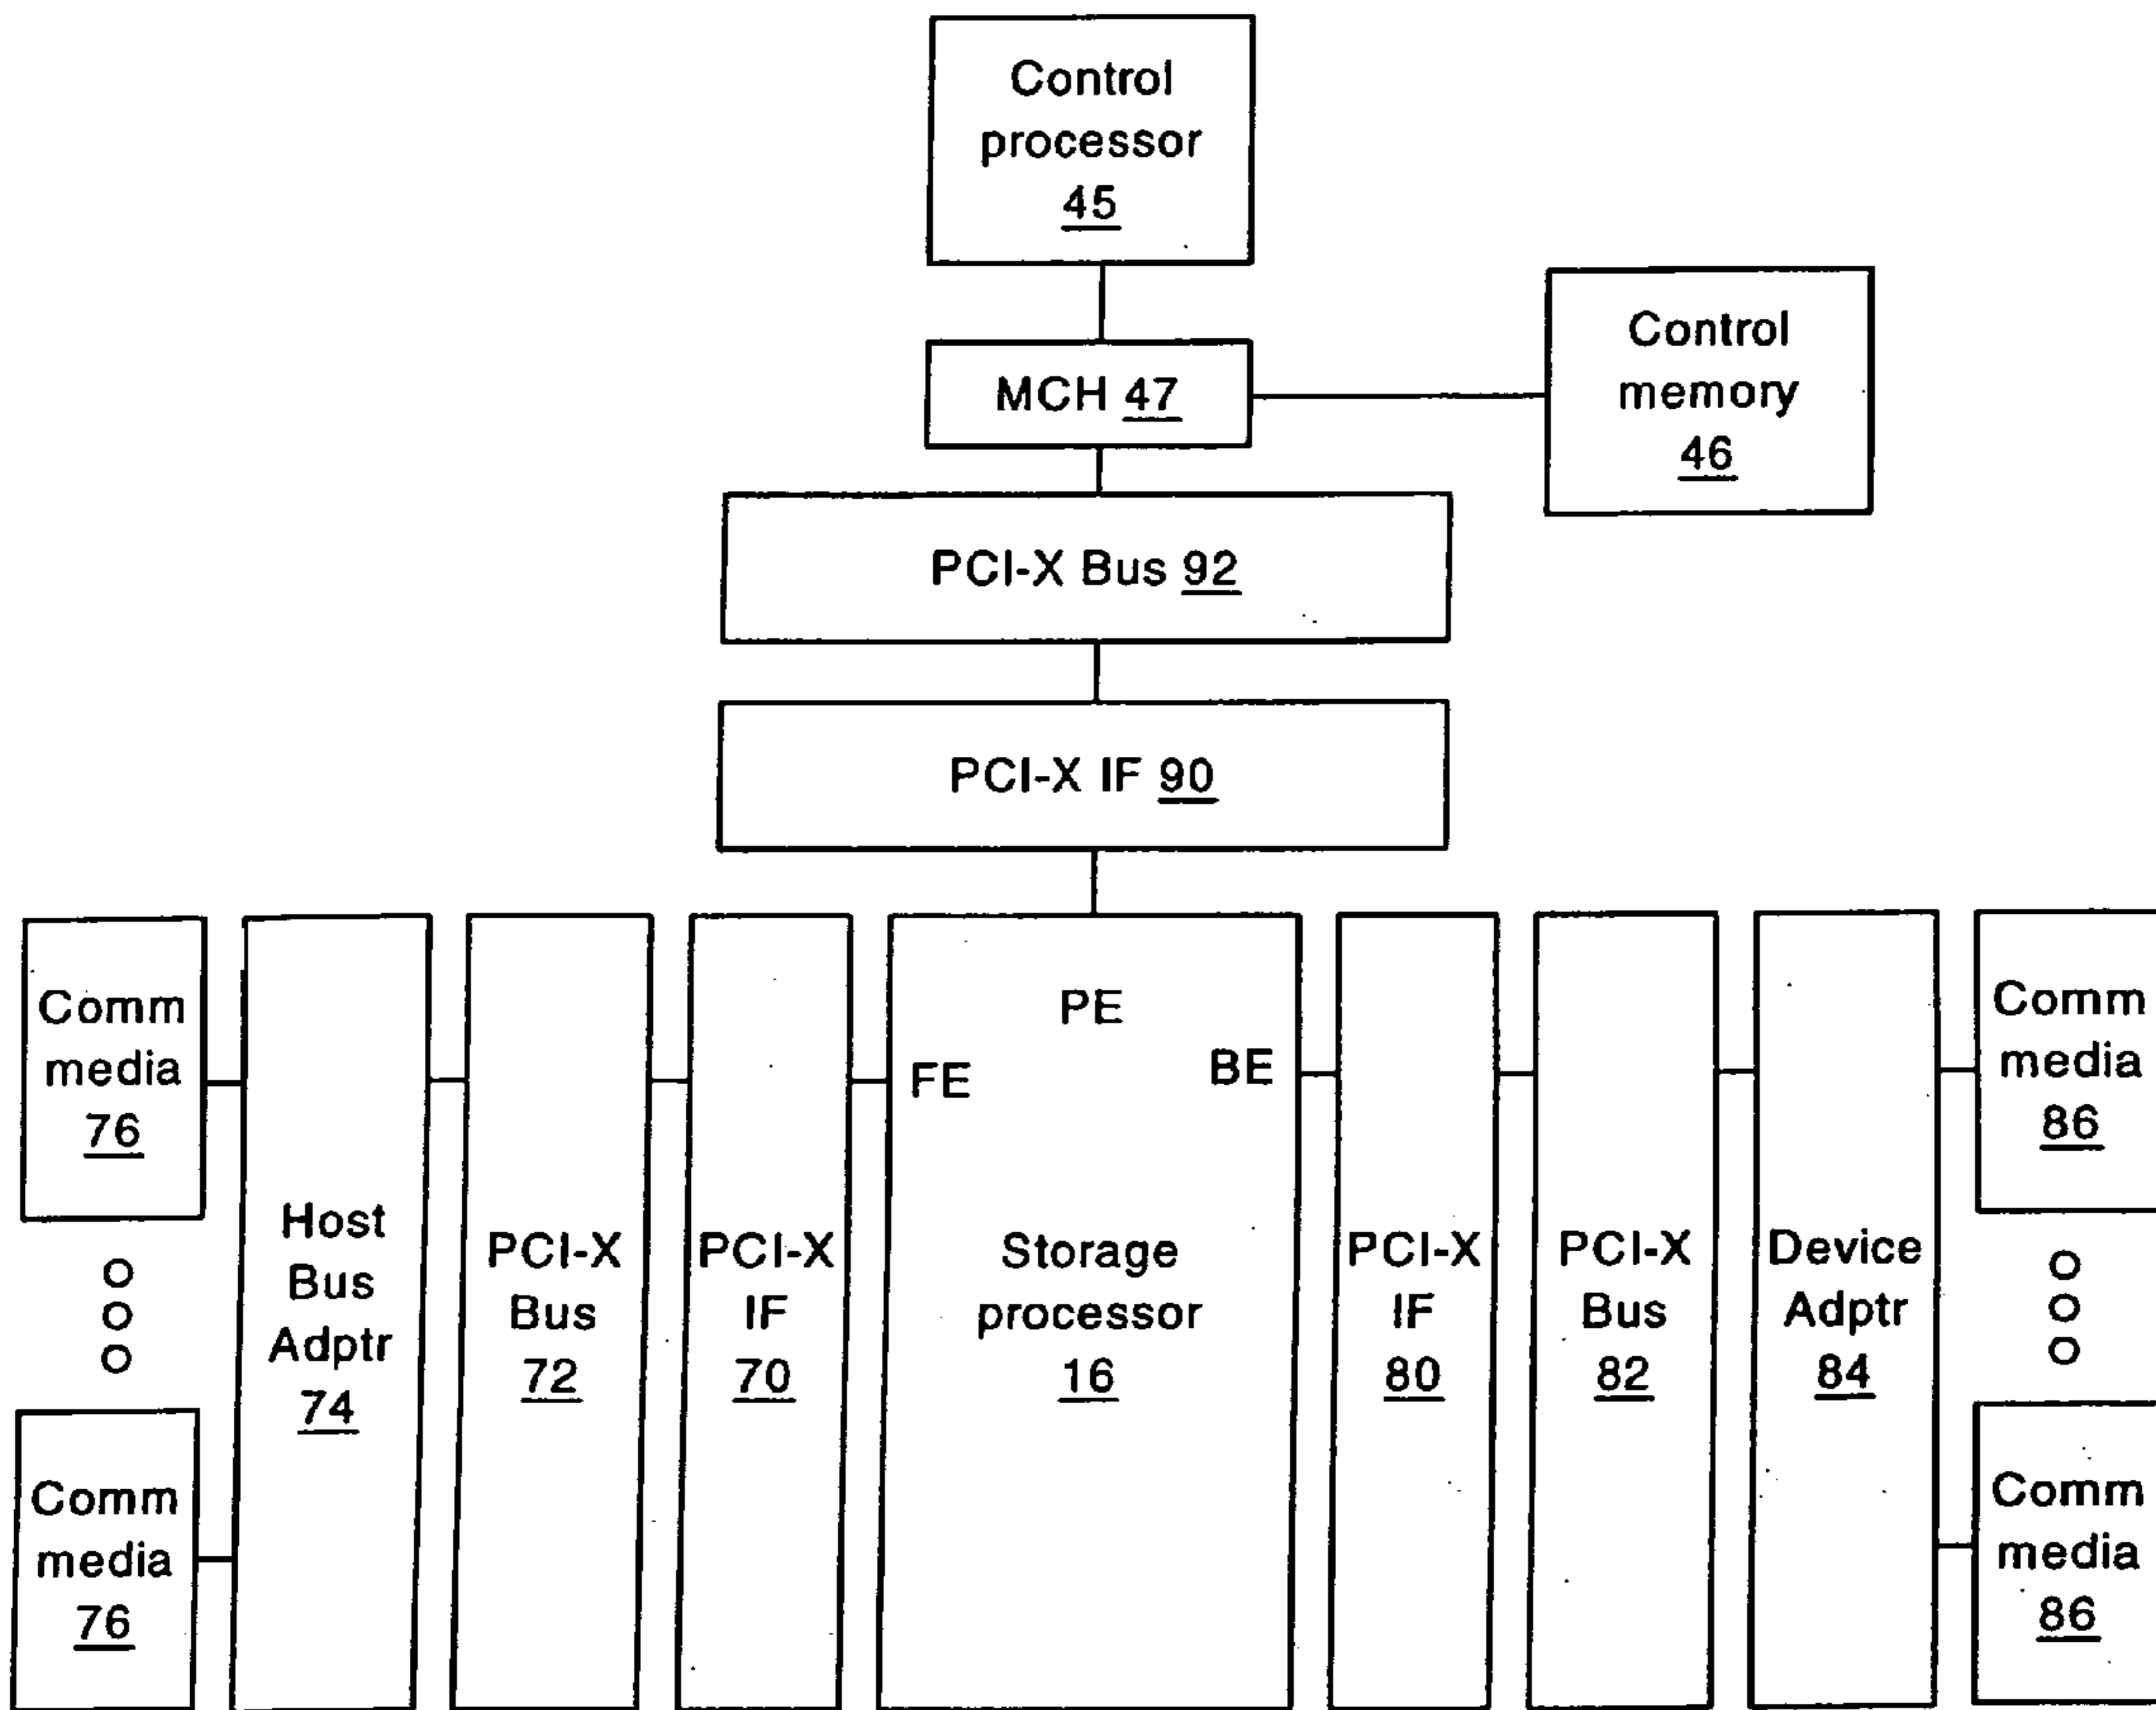 Control
processor
45
Control
memory
46
MCH 47
PCI-X Bus 92
PCI-X IF 90
Comm
media
76
Comm
media
76
Host
Bus
Adptr
74
PCI-X
Bus
72
PCI-X
IF
70
PE
FE
BE
Storage
processor
16
PCI-X
IF
80
PCI-X
Bus
82
Device
Adptr
84
Comm
media
86
Comm
media
86